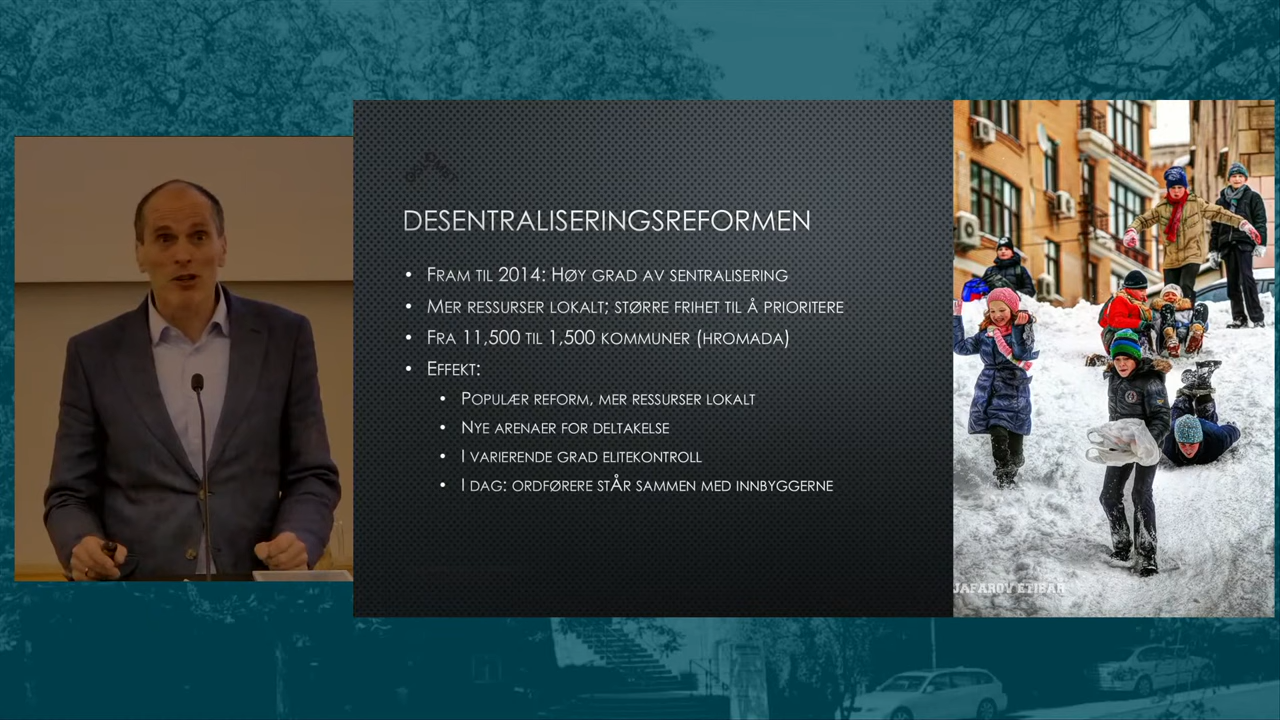 DESENTRALISERINGSREFORMEN
• FRAM TIL 2014: HØY GRAD AV SENTRALISERING
• MER RESSURSER LOKALT; STØRRE FRIHET TIL Å PRIORITERE
• FRA 11,500 TIL 1,500 KOMMUNER (HROMADA)
• EFFEKT:
• POPULÆR REFORM, MER RESSURSER LOKALT
• NYE ARENAER FOR DELTAKELSE
• I VARIERENDE GRAD ELITEKONTROLL
• I DAG: ORDFØRERE STÅR SAMMEN MED INNBYGGERNE
JAFAROV ETIBAR